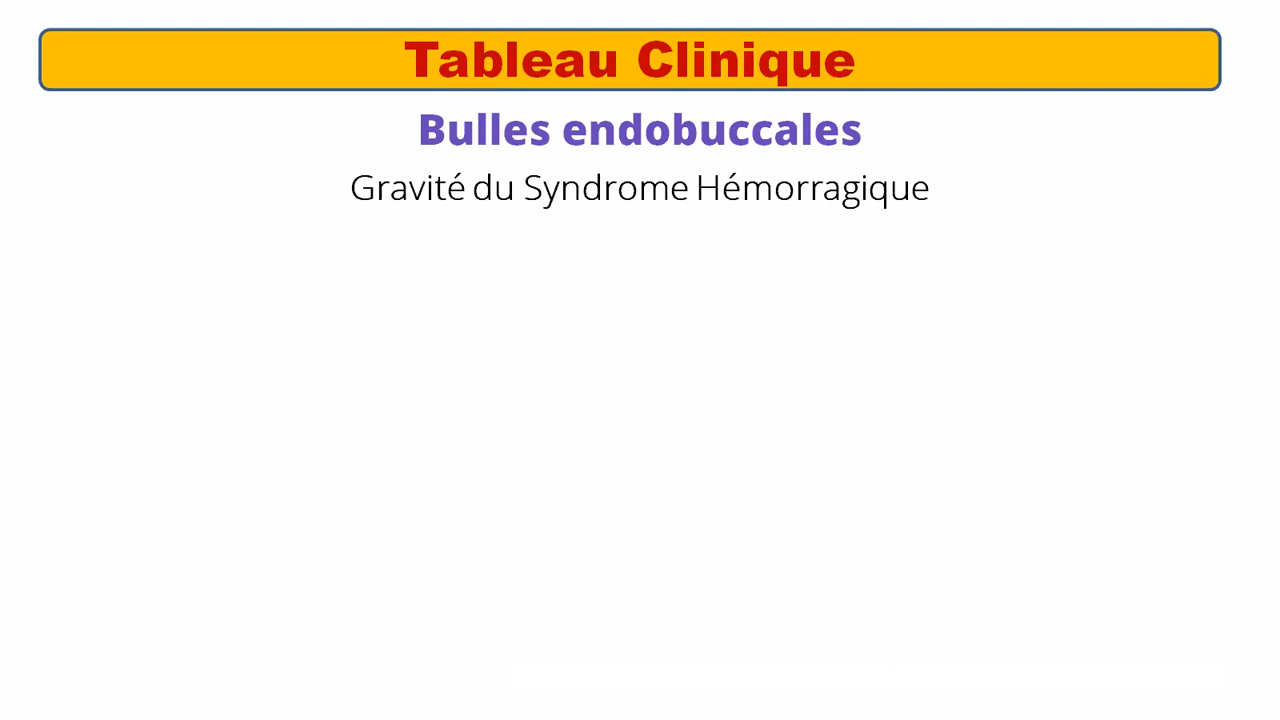 Tableau Clinique
Bulles endobuccales
Gravité du Syndrome Hémorragique